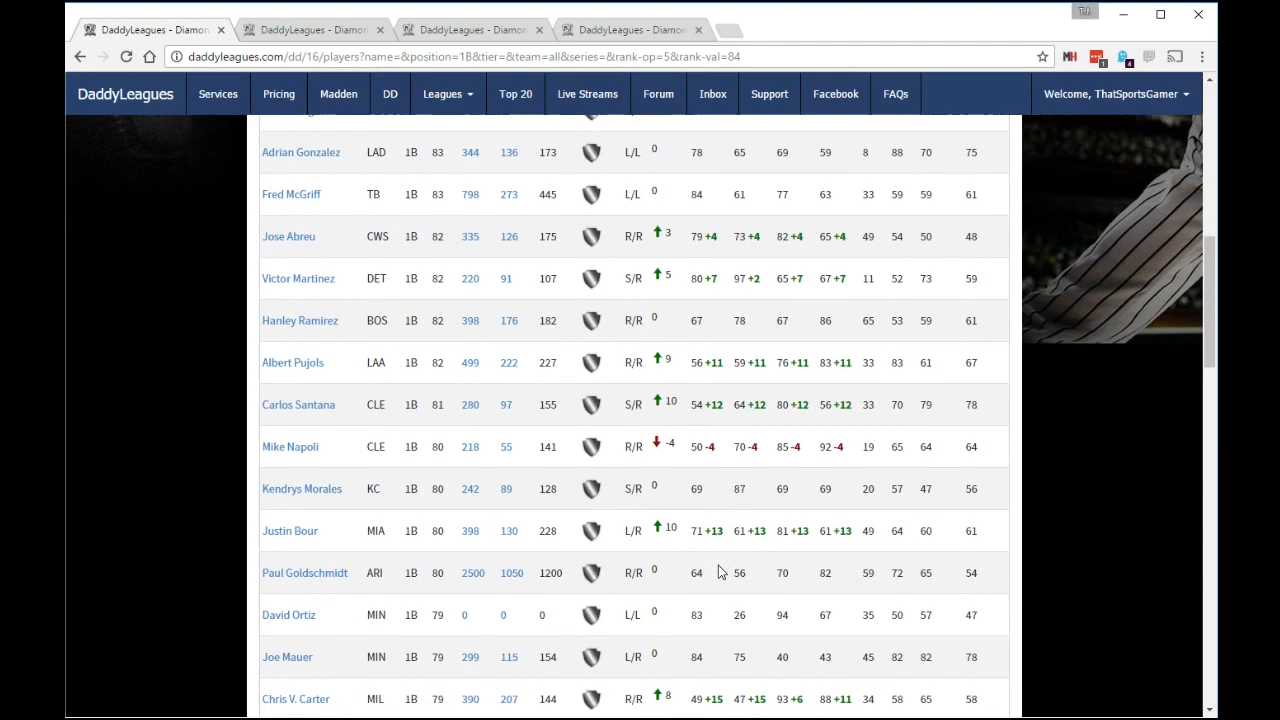 T.J.
DaddyLeagues - Diamon
DaddyLeagues - Diamond
DaddyLeagues - Diamond
DaddyLeagues - Diamond
daddyleagues.com/dd/16/players?name=&position=1B&tier=&team=all&series=&rank-op=5&rank-val=84
1
4
DaddyLeagues Services Pricing Madden DD Leagues Top 20 Live Streams Forum Inbox Support Facebook FAQs Welcome, ThatSportsGamer
Adrian Gonzalez LAD 1B 83 344 136 173 L/L 0 78 65 69 59 8 88 70 75
Fred McGriff TB 1B 83 798 273 445 L/L 0 84 61 77 63 33 59 59 61
Jose Abreu CWS 1B 82 335 126 175 R/R 3 79 +4 73 +4 82 +4 65 +4 49 54 50 48
Victor Martinez DET 1B 82 220 91 107 S/R 5 80 +7 97 +2 65 +7 67 +7 11 52 73 59
Hanley Ramirez BOS 1B 82 398 176 182 R/R 0 67 78 67 86 65 53 59 61
Albert Pujols LAA 1B 82 499 222 227 R/R 9 56 +11 59 +11 76 +11 83 +11 33 83 61 67
Carlos Santana CLE 1B 81 280 97 155 S/R 10 54 +12 64 +12 80 +12 56 +12 33 70 79 78
Mike Napoli CLE 1B 80 218 55 141 R/R -4 50 -4 70 -4 85 -4 92 -4 19 65 64 64
Kendrys Morales KC 1B 80 242 89 128 S/R 0 69 87 69 69 20 57 47 56
Justin Bour MIA 1B 80 398 130 228 L/R 10 71 +13 61 +13 81 +13 61 +13 49 64 60 61
Paul Goldschmidt ARI 1B 80 2500 1050 1200 R/R 0 64 56 70 82 59 72 65 54
David Ortiz MIN 1B 79 0 0 0 L/L 0 83 26 94 67 35 50 57 47
Joe Mauer MIN 1B 79 299 115 154 L/R 0 84 75 40 43 45 82 82 78
Chris V. Carter MIL 1B 79 390 207 144 R/R 8 49 +15 47 +15 93 +6 88 +11 34 58 65 58